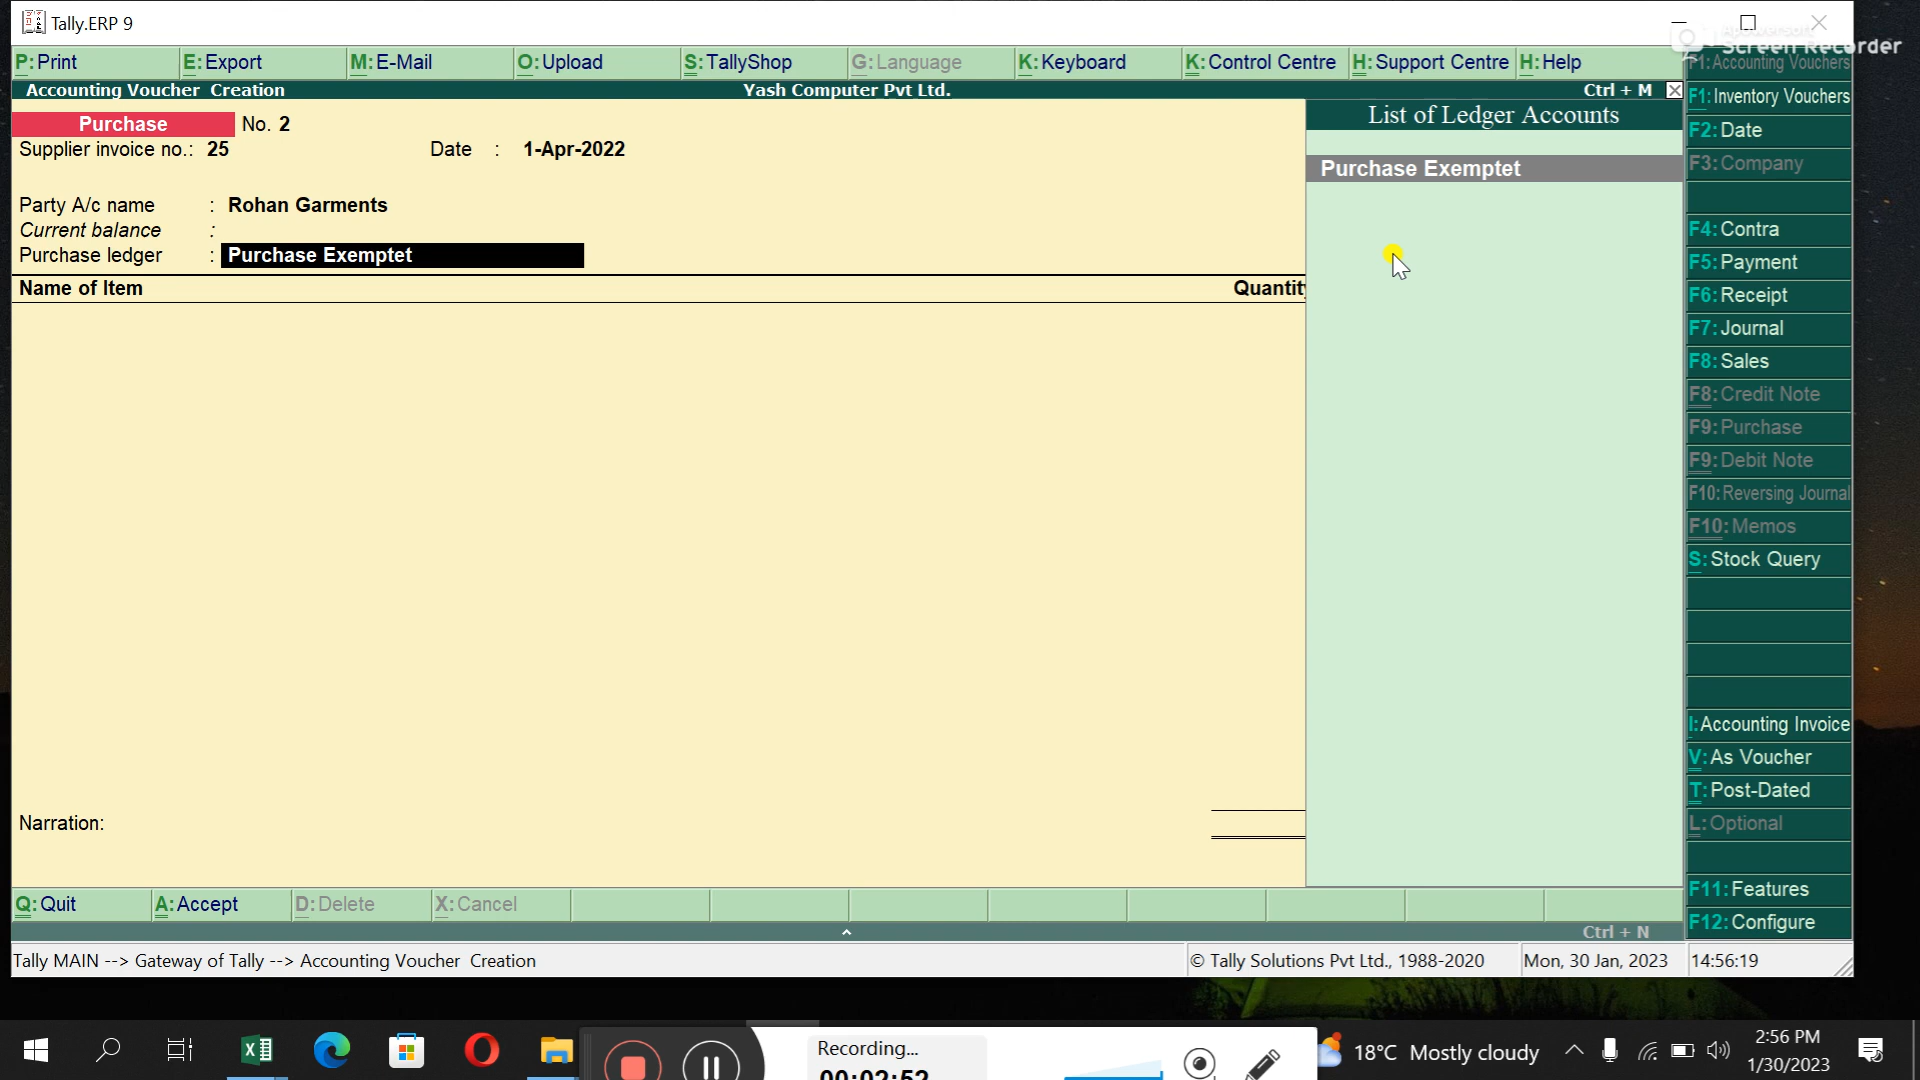 Tally.ERP 9
Screen Recorder
P: Print E: Export M: E-Mail O: Upload S: TallyShop G: Language K: Keyboard K: Control Centre H: Support Centre H: Help
F1: Accounting Vouchers
Accounting Voucher Creation Yash Computer Pvt Ltd. Ctrl + M
F1: Inventory Vouchers
Purchase No. 2
List of Ledger Accounts
F2: Date
Supplier invoice no.: 25 Date : 1-Apr-2022
Purchase Exemptet
F3: Company
Party A/c name : Rohan Garments
Current balance :
F4: Contra
Purchase ledger : Purchase Exemptet
F5: Payment
Name of Item Quantity
F6: Receipt
F7: Journal
F8: Sales
F8: Credit Note
F9: Purchase
F9: Debit Note
F10: Reversing Journal
F10: Memos
S: Stock Query
I: Accounting Invoice
V: As Voucher
T: Post-Dated
Narration:
L: Optional
F11: Features
Q: Quit A: Accept D: Delete X: Cancel
F12: Configure
Ctrl + N
Tally MAIN --> Gateway of Tally --> Accounting Voucher Creation © Tally Solutions Pvt Ltd., 1988-2020 Mon, 30 Jan, 2023 14:56:19
Recording...
00:02:52
18°C Mostly cloudy
2:56 PM
1/30/2023